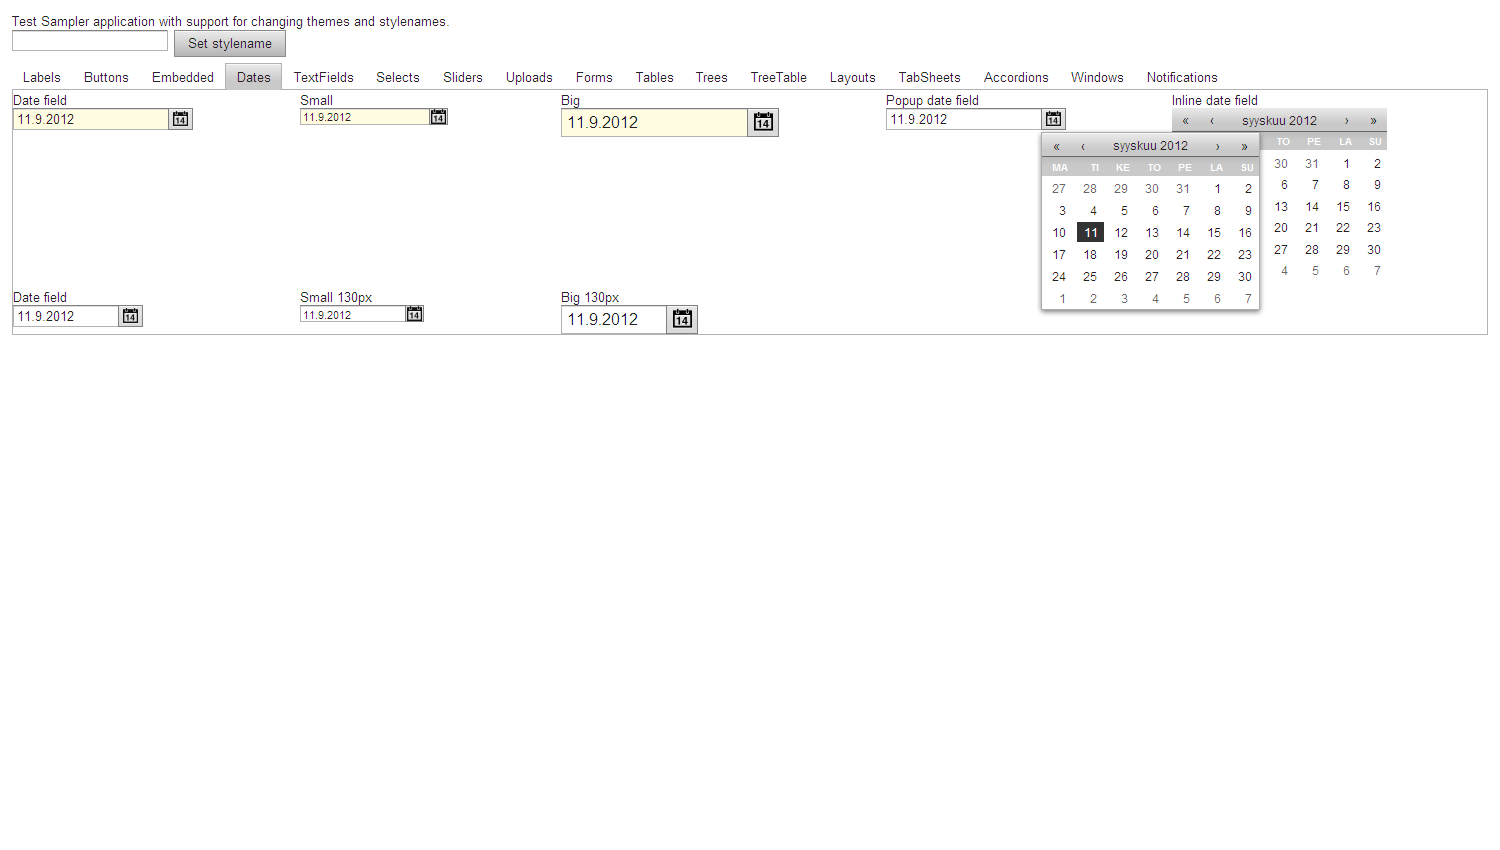 Test Sampler application with support for changing themes and stylenames.
Set stylename
Labels Buttons Embedded Dates TextFields Selects Sliders Uploads Forms Tables Trees TreeTable Layouts TabSheets Accordions Windows Notifications
Date field Small Big Popup date field Inline date field
11.9.2012 14 11.9.2012 14 11.9.2012 14 11.9.2012 14 « ‹ syyskuu 2012 › »
TO PE LA SU
30 31 1 2
6 7 8 9
13 14 15 16
20 21 22 23
27 28 29 30
4 5 6 7
« ‹ syyskuu 2012 › »
MA TI KE TO PE LA SU
27 28 29 30 31 1 2
3 4 5 6 7 8 9
10 11 12 13 14 15 16
17 18 19 20 21 22 23
24 25 26 27 28 29 30
1 2 3 4 5 6 7
Date field Small 130px Big 130px
11.9.2012 14 11.9.2012 14 11.9.2012 14